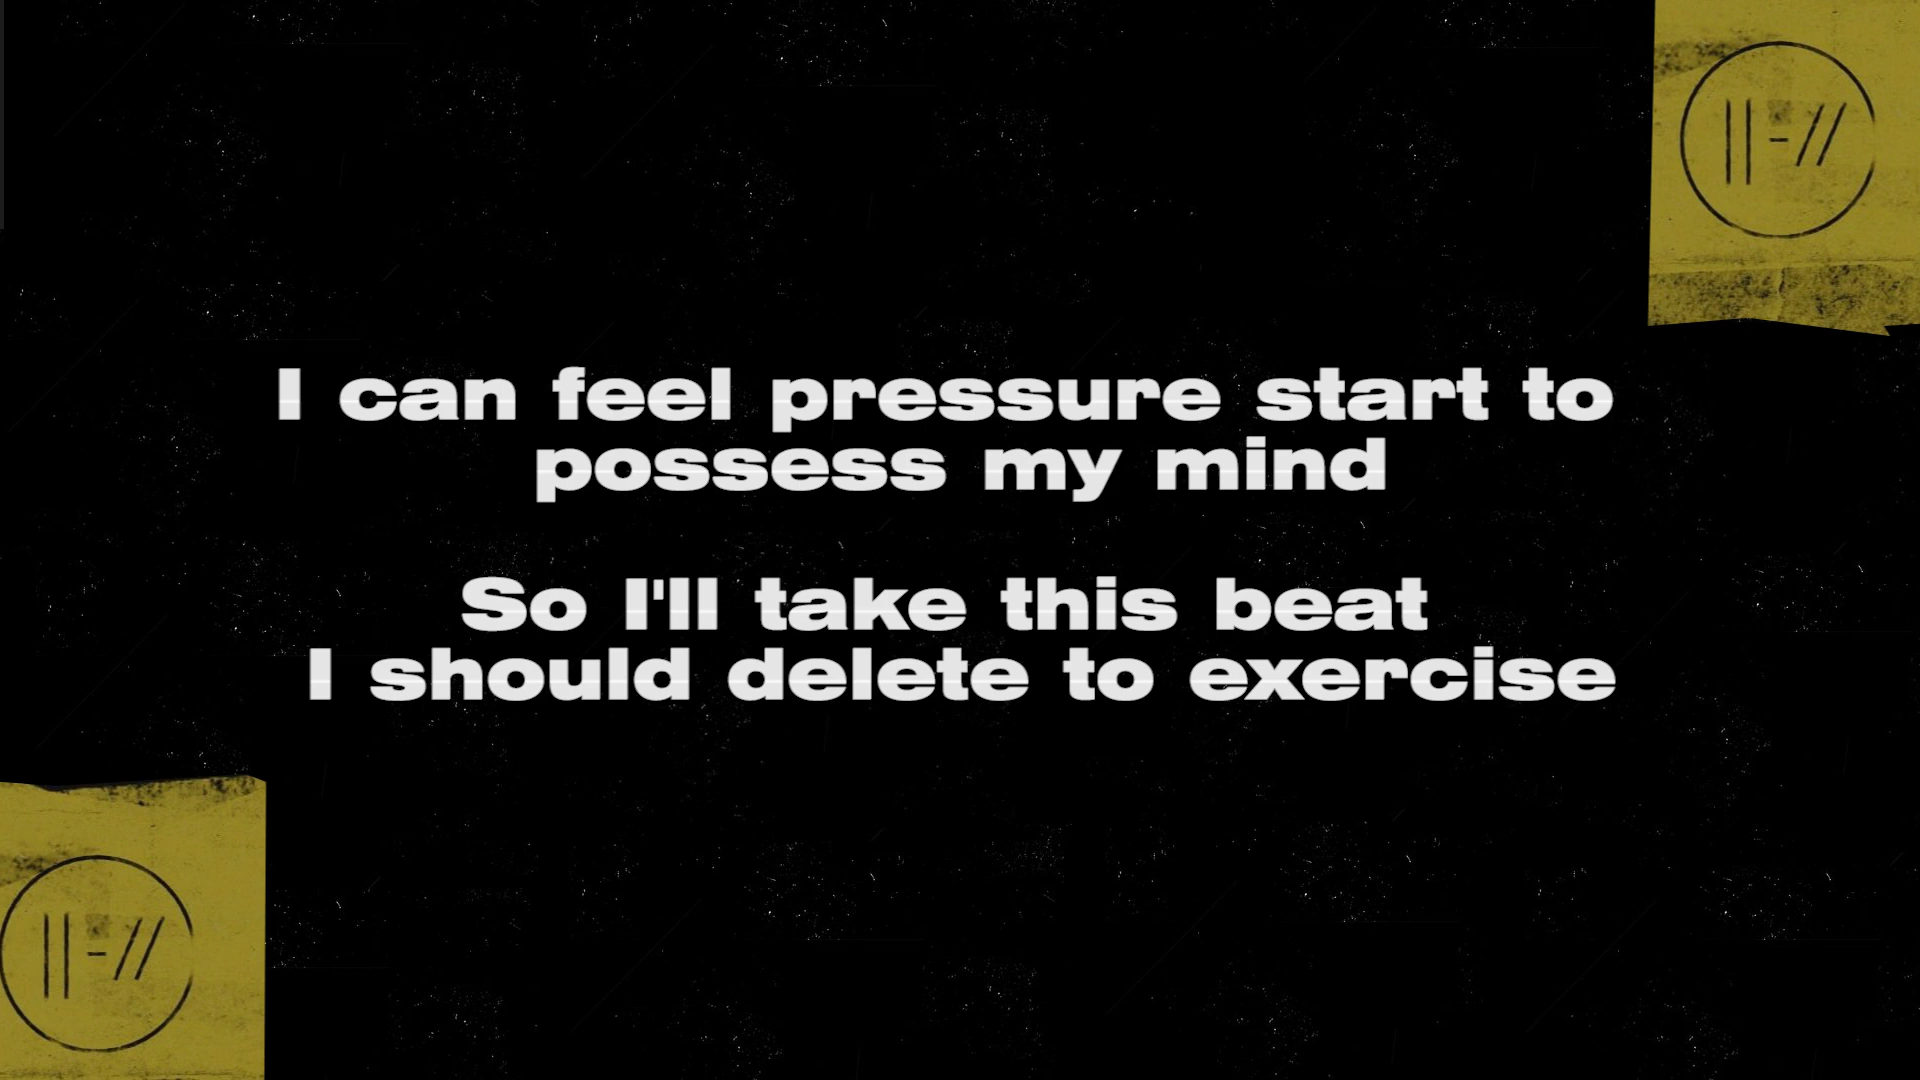 ||-//
I can feel pressure start to
possess my mind
So I'll take this beat
I should delete to exercise
||-//